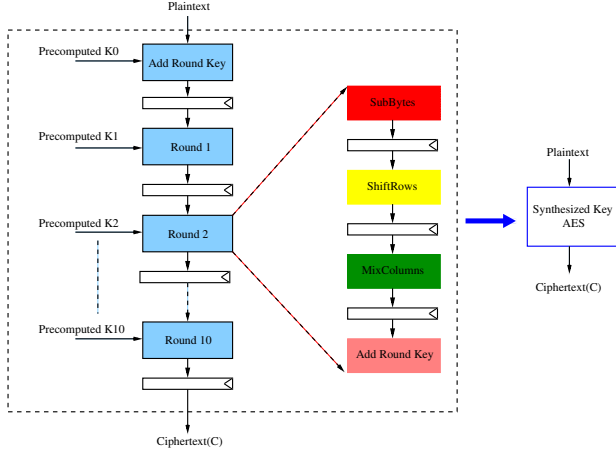 Plaintext
Precomputed K0
Add Round Key
Precomputed K1
Round 1
Precomputed K2
Round 2
Precomputed K10
Round 10
Ciphertext(C)
SubBytes
ShiftRows
MixColumns
Add Round Key
Plaintext
Synthesized Key
AES
Ciphertext(C)